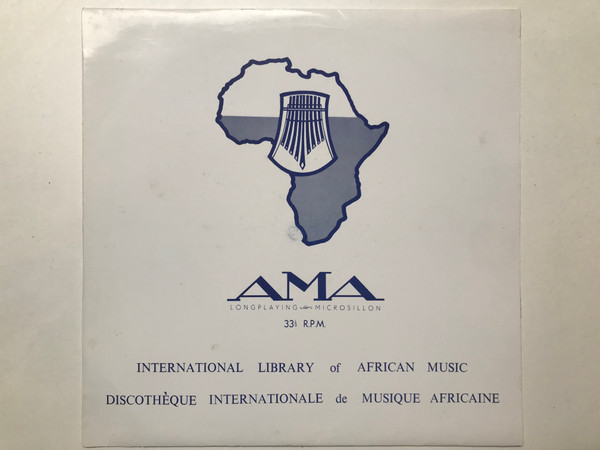 AMA
LONGPLAYING MICROSILLON
33⅓ R.P.M.
INTERNATIONAL LIBRARY of AFRICAN MUSIC
DISCOTHÈQUE INTERNATIONALE de MUSIQUE AFRICAINE